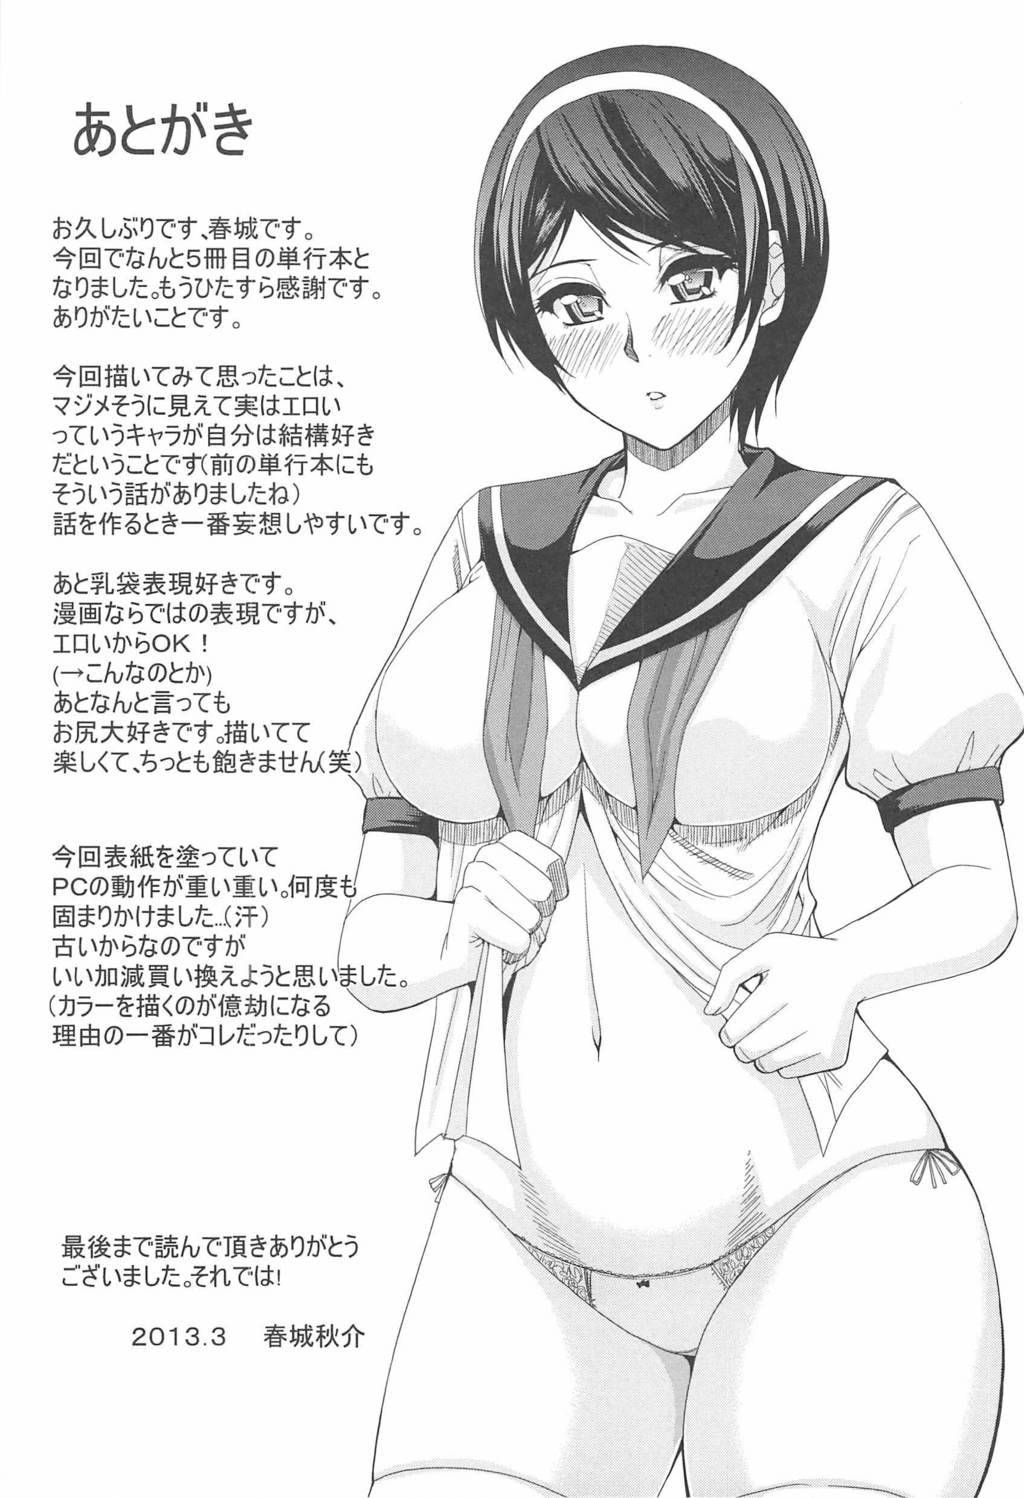 あとがき
お久しぶりです、春城です。
今回でなんと５冊目の単行本と
なりました。もうひたすら感謝です。
ありがたいことです。
今回描いてみて思ったことは、
マジメそうに見えて実はエロい
っていうキャラが自分は結構好き
だということです（前の単行本にも
そういう話がありましたね）
話を作るとき一番妄想しやすいです。
あと乳袋表現好きです。
漫画ならではの表現ですが、
エロいからＯＫ！
(→こんなのとか)
あとなんと言っても
お尻大好きです。描いてて
楽しくて、ちっとも飽きません（笑）
今回表紙を塗っていて
ＰＣの動作が重い重い。何度も
固まりかけました…（汗）
古いからなのですが
いい加減買い換えようと思いました。
（カラーを描くのが億劫になる
理由の一番がコレだったりして）
最後まで読んで頂きありがとう
ございました。それでは!
２０１３.３　春城秋介